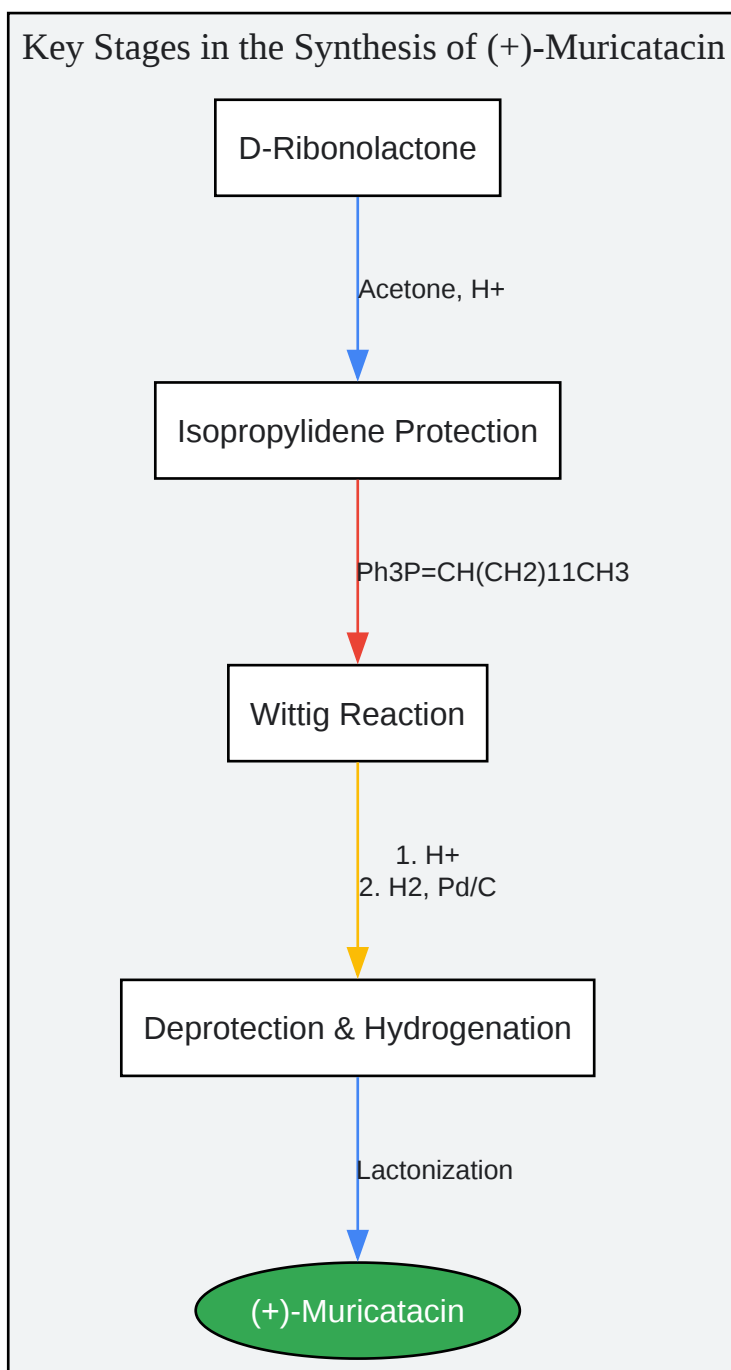 Key Stages in the Synthesis of (+)-Muricatacin
D-Ribonolactone
Acetone, H+
Isopropylidene Protection
Ph3P=CH(CH2)11CH3
Wittig Reaction
1. H+
2. H2, Pd/C
Deprotection & Hydrogenation
Lactonization
(+)-Muricatacin